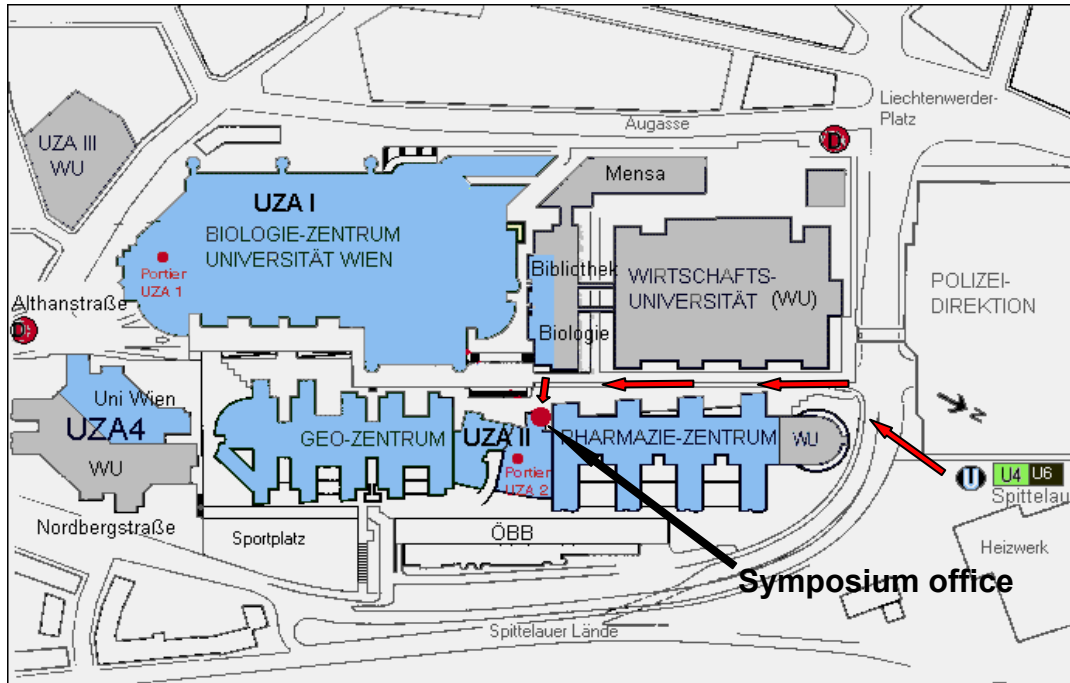 Liechtenwerder-
Platz
Augasse
D
UZA III
WU
Mensa
UZA I
BIOLOGIE-ZENTRUM
UNIVERSITÄT WIEN
Portier
UZA 1
Bibliothek
Biologie
WIRTSCHAFTS-
UNIVERSITÄT (WU)
POLIZEI-
DIREKTION
Althanstraße
D
Uni Wien
UZA4
WU
GEO-ZENTRUM
UZA II
Portier
UZA 2
PHARMAZIE-ZENTRUM
WU
N
U
U4 U6
Spittelau
Nordbergstraße
Sportplatz
ÖBB
Heizwerk
Symposium office
Spittelauer Lände